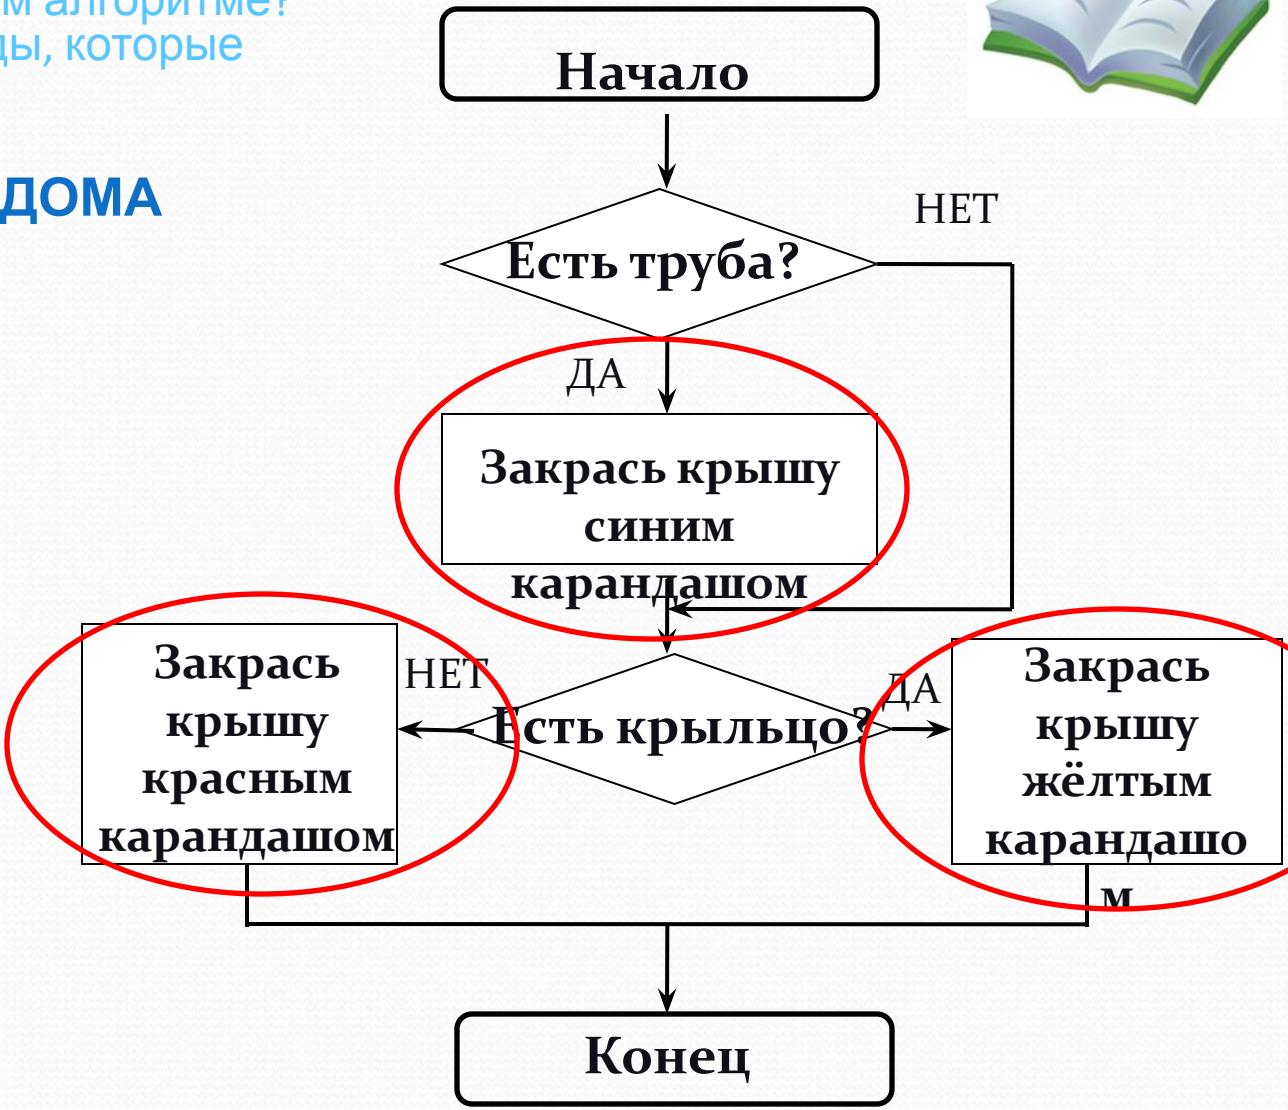 м алгоритме?
ды, которые
ДОМА
Начало
Есть труба?
НЕТ
ДА
Закрась крышу
синим
карандашом
НЕТ
Есть крыльцо?
ДА
Закрась
крышу
красным
карандашом
Закрась
крышу
жёлтым
карандашо
м
Конец